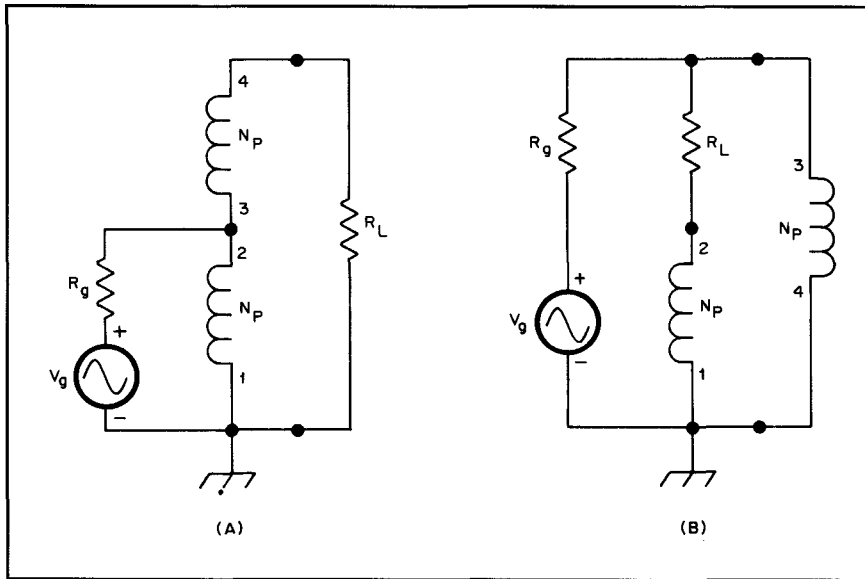 4
N_P
3
2
R_g
N_P
+
V_g
1
−
R_L
(A)
R_g
R_L
3
2
N_P
+
V_g
N_P
4
1
−
(B)